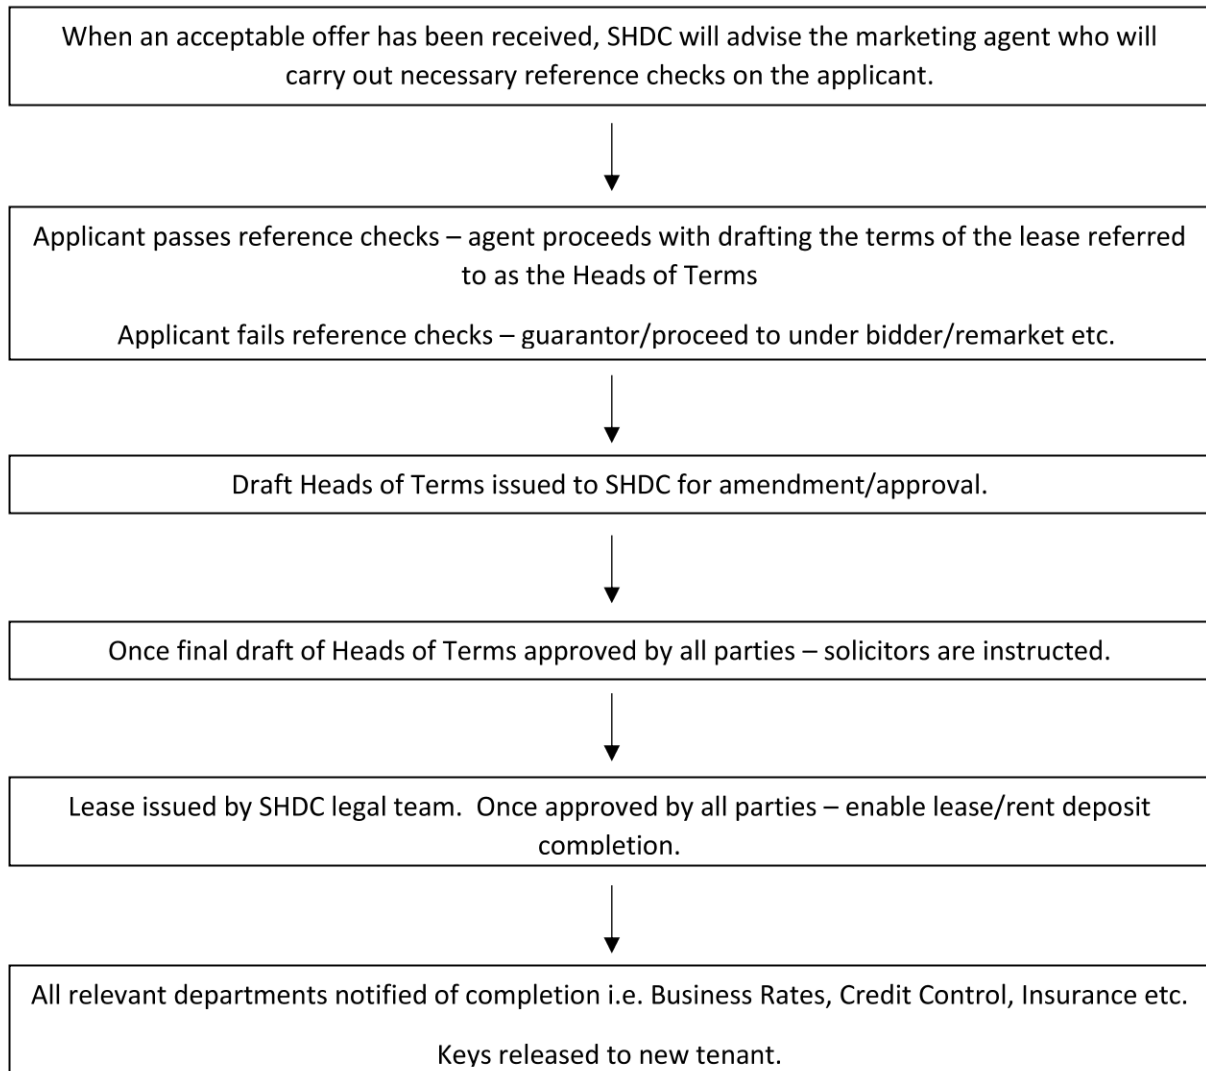 When an acceptable offer has been received, SHDC will advise the marketing agent who will
carry out necessary reference checks on the applicant.
Applicant passes reference checks – agent proceeds with drafting the terms of the lease referred
to as the Heads of Terms
Applicant fails reference checks – guarantor/proceed to under bidder/remarket etc.
Draft Heads of Terms issued to SHDC for amendment/approval.
Once final draft of Heads of Terms approved by all parties – solicitors are instructed.
Lease issued by SHDC legal team.  Once approved by all parties – enable lease/rent deposit
completion.
All relevant departments notified of completion i.e. Business Rates, Credit Control, Insurance etc.
Keys released to new tenant.